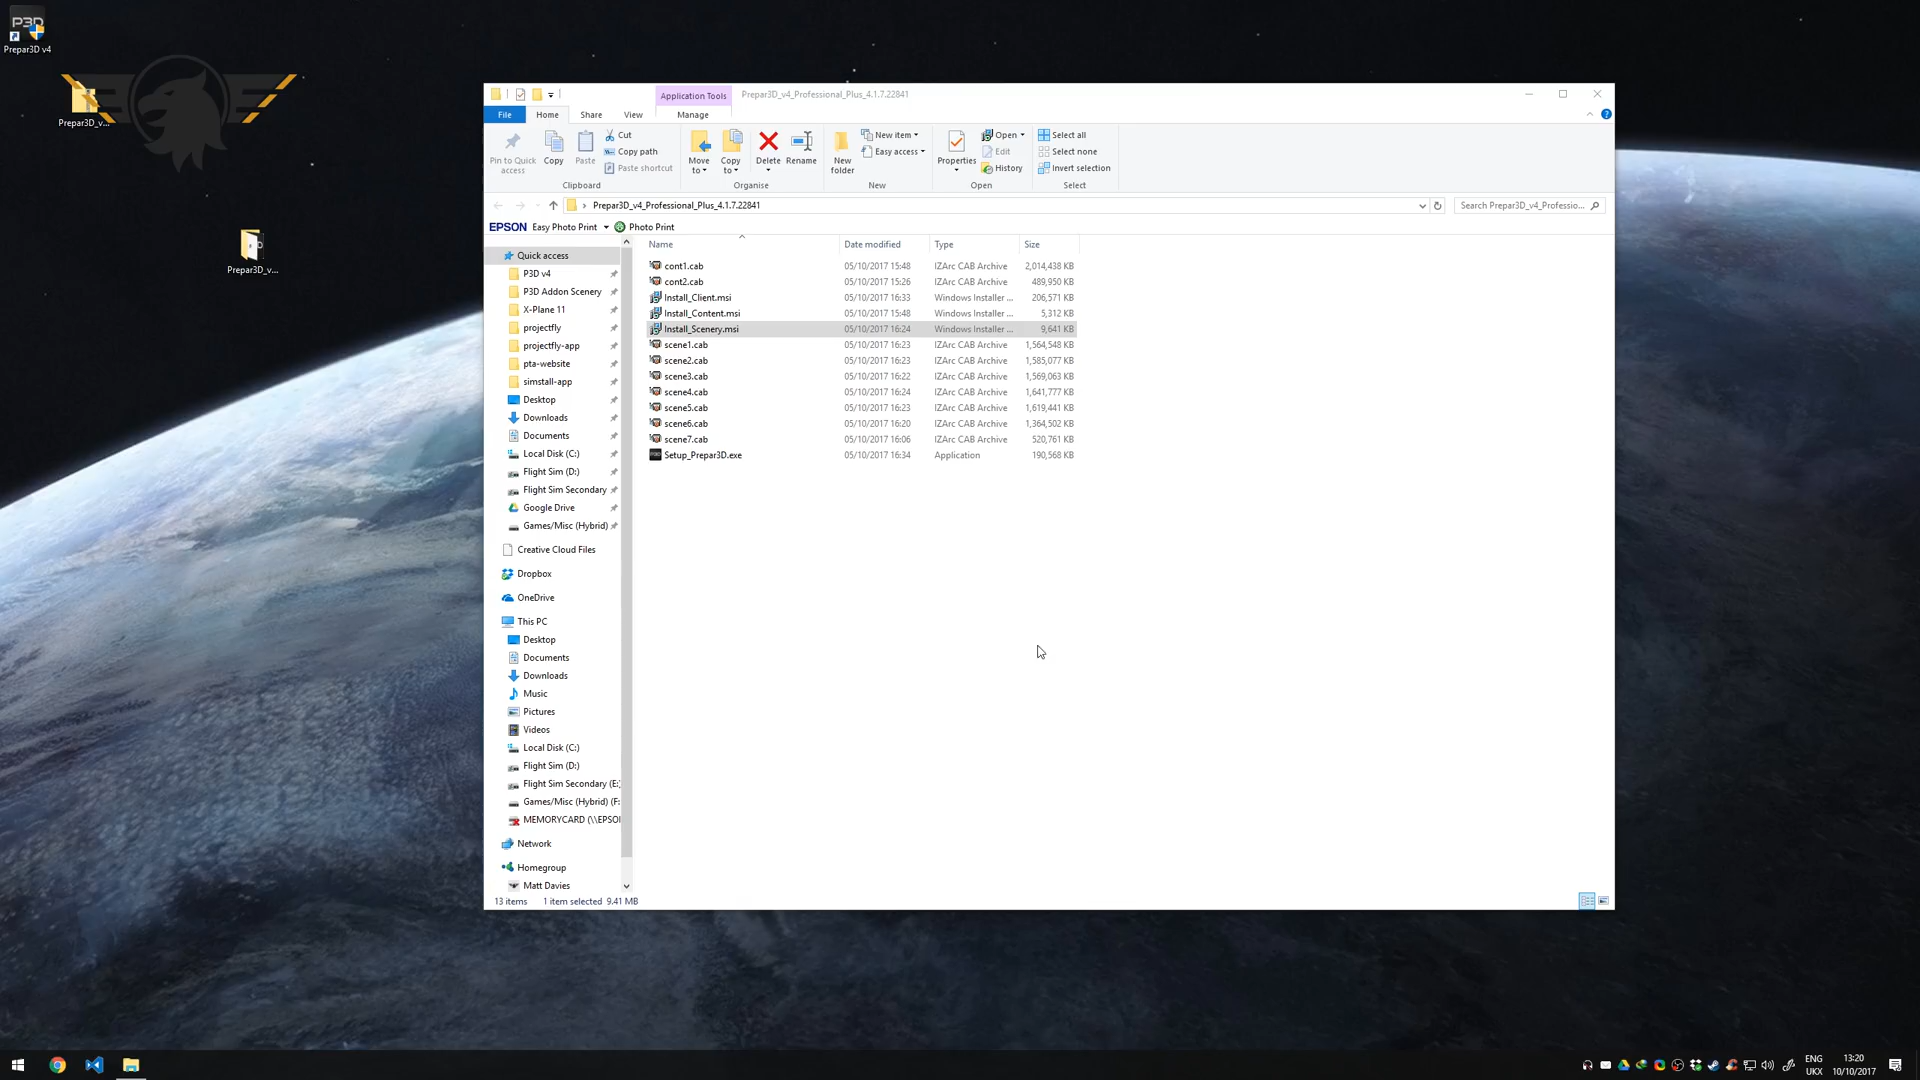 Prepar3D v4
Prepar3D_v...
Prepar3D_v...
Application Tools Prepar3D_v4_Professional_Plus_4.1.7.22841
File Home Share View Manage
Pin to Quick access Copy Paste Cut Copy path Paste shortcut
Clipboard
Move to Copy to Delete Rename
Organise
New folder New item Easy access
New
Properties Open Edit History
Open
Select all Select none Invert selection
Select
Prepar3D_v4_Professional_Plus_4.1.7.22841 Search Prepar3D_v4_Professio...
EPSON Easy Photo Print Photo Print
Quick access
P3D v4
P3D Addon Scenery
X-Plane 11
projectfly
projectfly-app
pta-website
simstall-app
Desktop
Downloads
Documents
Local Disk (C:)
Flight Sim (D:)
Flight Sim Secondary
Google Drive
Games/Misc (Hybrid)
Creative Cloud Files
Dropbox
OneDrive
This PC
Desktop
Documents
Downloads
Music
Pictures
Videos
Local Disk (C:)
Flight Sim (D:)
Flight Sim Secondary (E:
Games/Misc (Hybrid) (F:
MEMORYCARD (\\EPSO
Network
Homegroup
Matt Davies
Name Date modified Type Size
cont1.cab 05/10/2017 15:48 IZArc CAB Archive 2,014,438 KB
cont2.cab 05/10/2017 15:26 IZArc CAB Archive 489,950 KB
Install_Client.msi 05/10/2017 16:33 Windows Installer ... 206,571 KB
Install_Content.msi 05/10/2017 15:48 Windows Installer ... 5,312 KB
Install_Scenery.msi 05/10/2017 16:24 Windows Installer ... 9,641 KB
scene1.cab 05/10/2017 16:23 IZArc CAB Archive 1,564,548 KB
scene2.cab 05/10/2017 16:23 IZArc CAB Archive 1,585,077 KB
scene3.cab 05/10/2017 16:22 IZArc CAB Archive 1,569,063 KB
scene4.cab 05/10/2017 16:24 IZArc CAB Archive 1,641,777 KB
scene5.cab 05/10/2017 16:23 IZArc CAB Archive 1,619,441 KB
scene6.cab 05/10/2017 16:20 IZArc CAB Archive 1,364,502 KB
scene7.cab 05/10/2017 16:06 IZArc CAB Archive 520,761 KB
Setup_Prepar3D.exe 05/10/2017 16:34 Application 190,568 KB
13 items 1 item selected 9.41 MB
ENG 13:20
UKX 10/10/2017